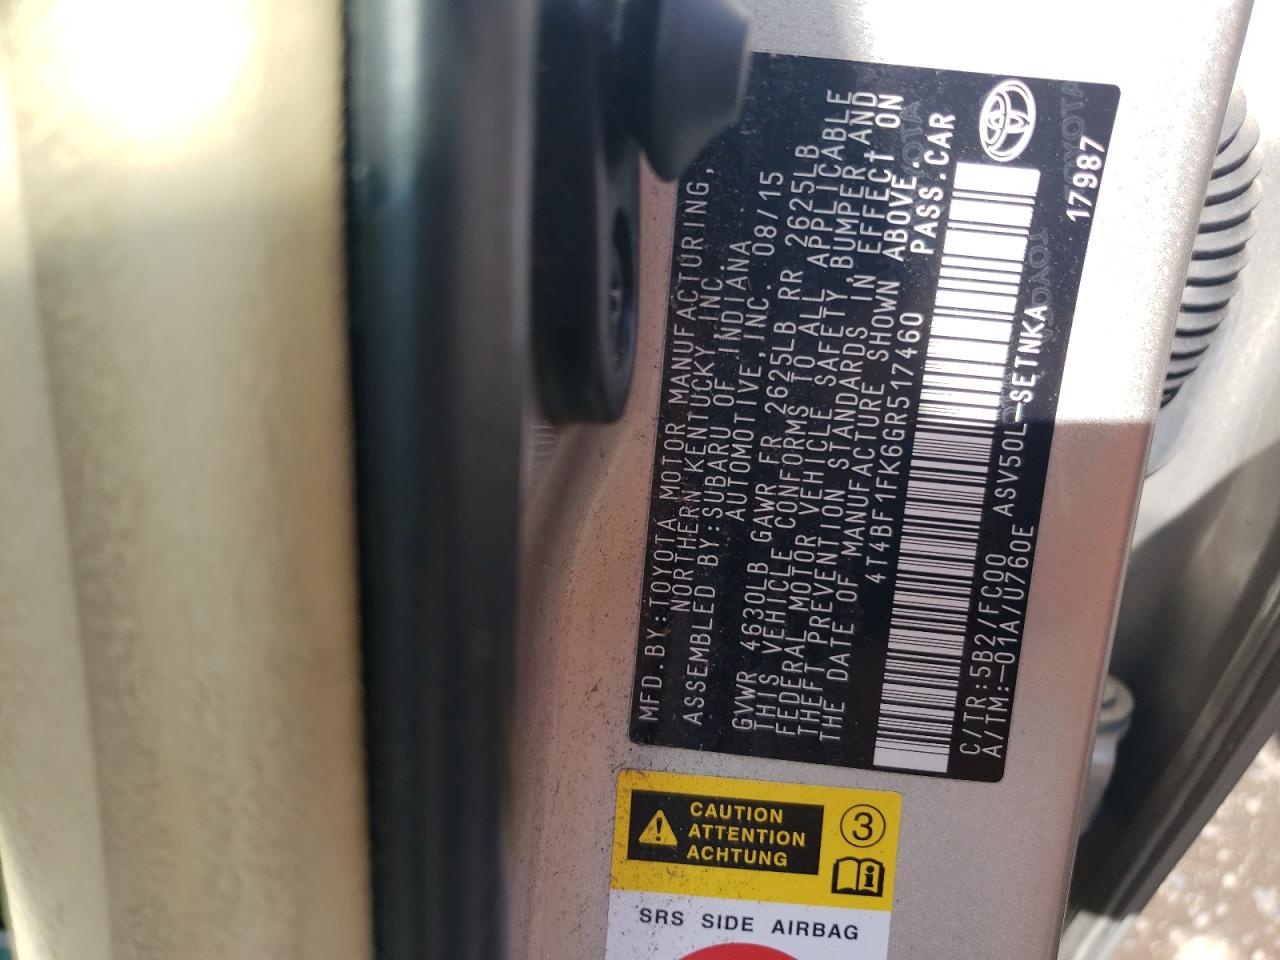 MFD.BY:TOYOTA MOTOR MANUFACTURING,
NORTHERN KENTUCKY,INC.
ASSEMBLED BY:SUBARU OF INDIANA
AUTOMOTIVE,INC. 08/15
GVWR 4630LB GAWR FR 2625LB RR 2625LB
THIS VEHICLE CONFORMS TO ALL APPLICABLE
FEDERAL MOTOR VEHICLE SAFETY,BUMPER AND
THEFT PREVENTION STANDARDS IN EFFECT ON
THE DATE OF MANUFACTURE SHOWN ABOVE.
4T4BF1FK6GR517460 PASS.CAR
C/TR:5B2/FC00 ASV50L-SETNKA
A/TM:-01A/U760E 17987
CAUTION
ATTENTION
ACHTUNG
3
SRS SIDE AIRBAG